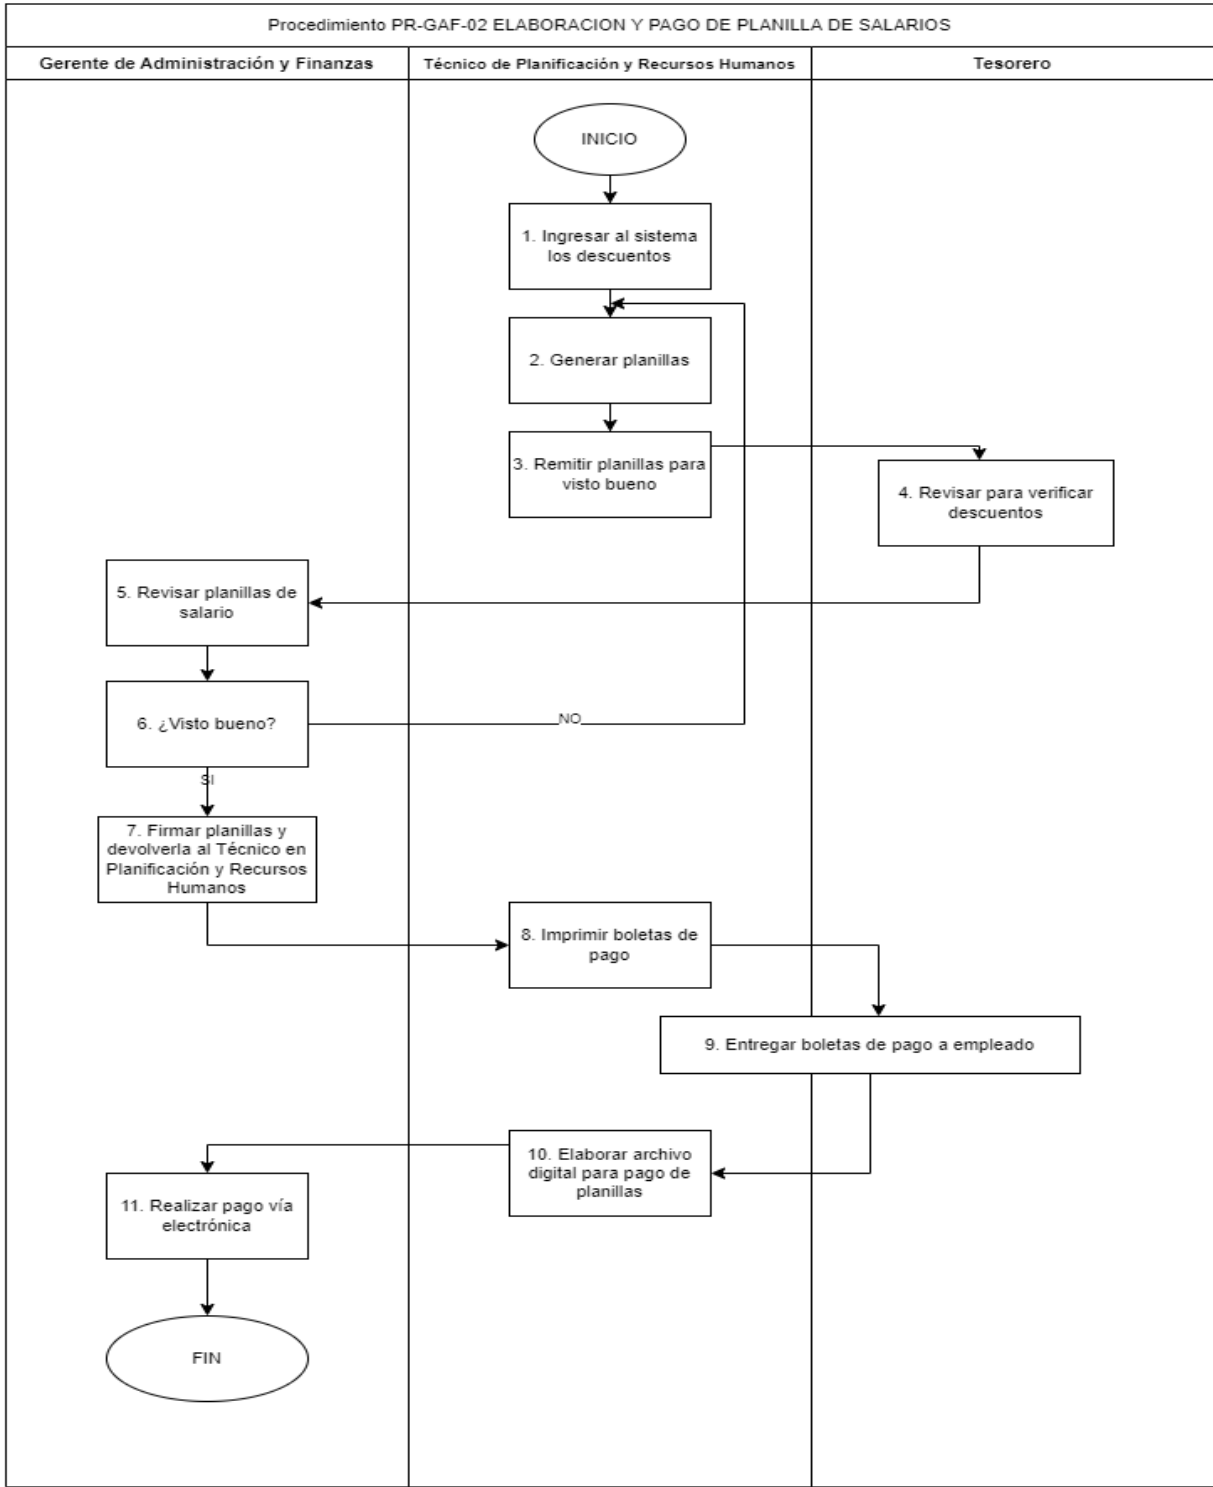 Procedimiento PR-GAF-02 ELABORACION Y PAGO DE PLANILLA DE SALARIOS
Gerente de Administración y Finanzas
Técnico de Planificación y Recursos Humanos
Tesorero
INICIO
1. Ingresar al sistema
los descuentos
2. Generar planillas
3. Remitir planillas para
visto bueno
4. Revisar para verificar
descuentos
5. Revisar planillas de
salario
6. ¿Visto bueno?
NO
SI
7. Firmar planillas y
devolverla al Técnico en
Planificación y Recursos
Humanos
8. Imprimir boletas de
pago
9. Entregar boletas de pago a empleado
10. Elaborar archivo
digital para pago de
planillas
11. Realizar pago vía
electrónica
FIN